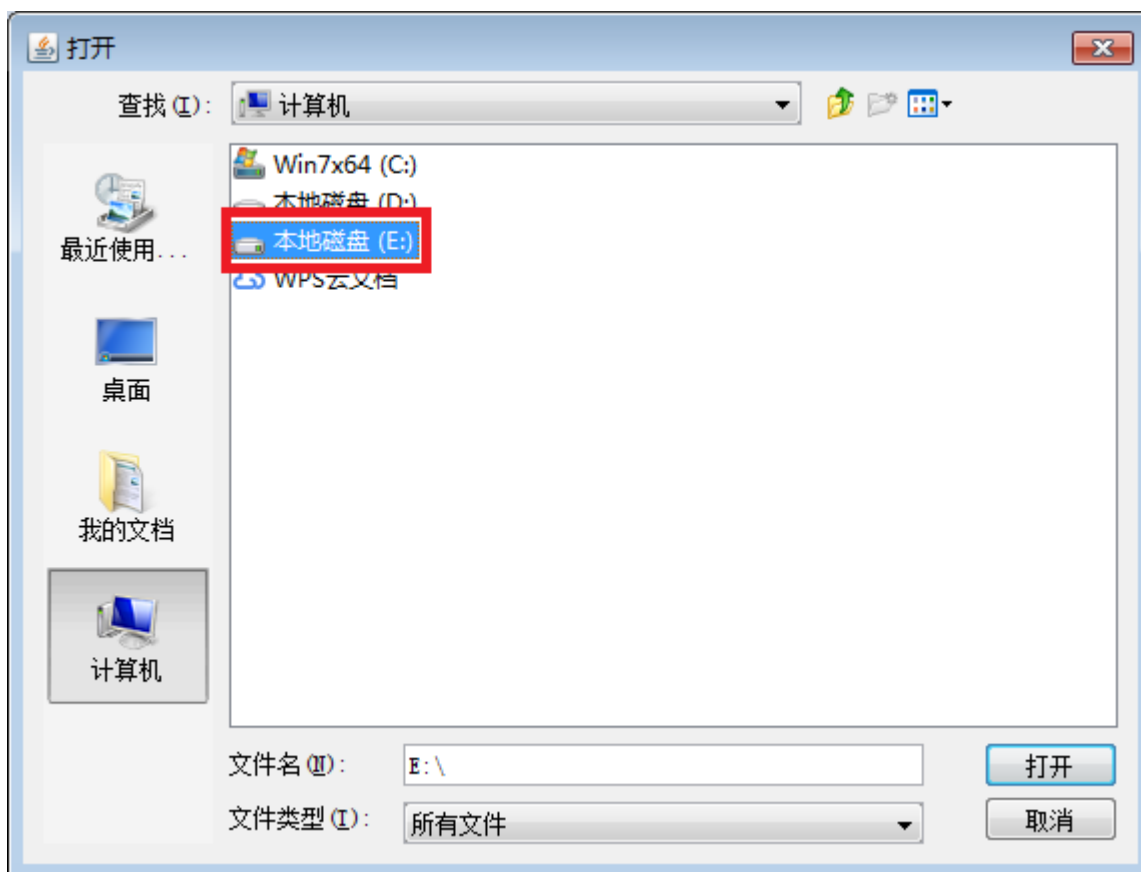 打开
查找(I):
计算机
Win7x64 (C:)
本地磁盘 (D:)
本地磁盘 (E:)
WPS云文档
最近使用...
桌面
我的文档
计算机
文件名(N):
E:\
打开
文件类型(T):
所有文件
取消